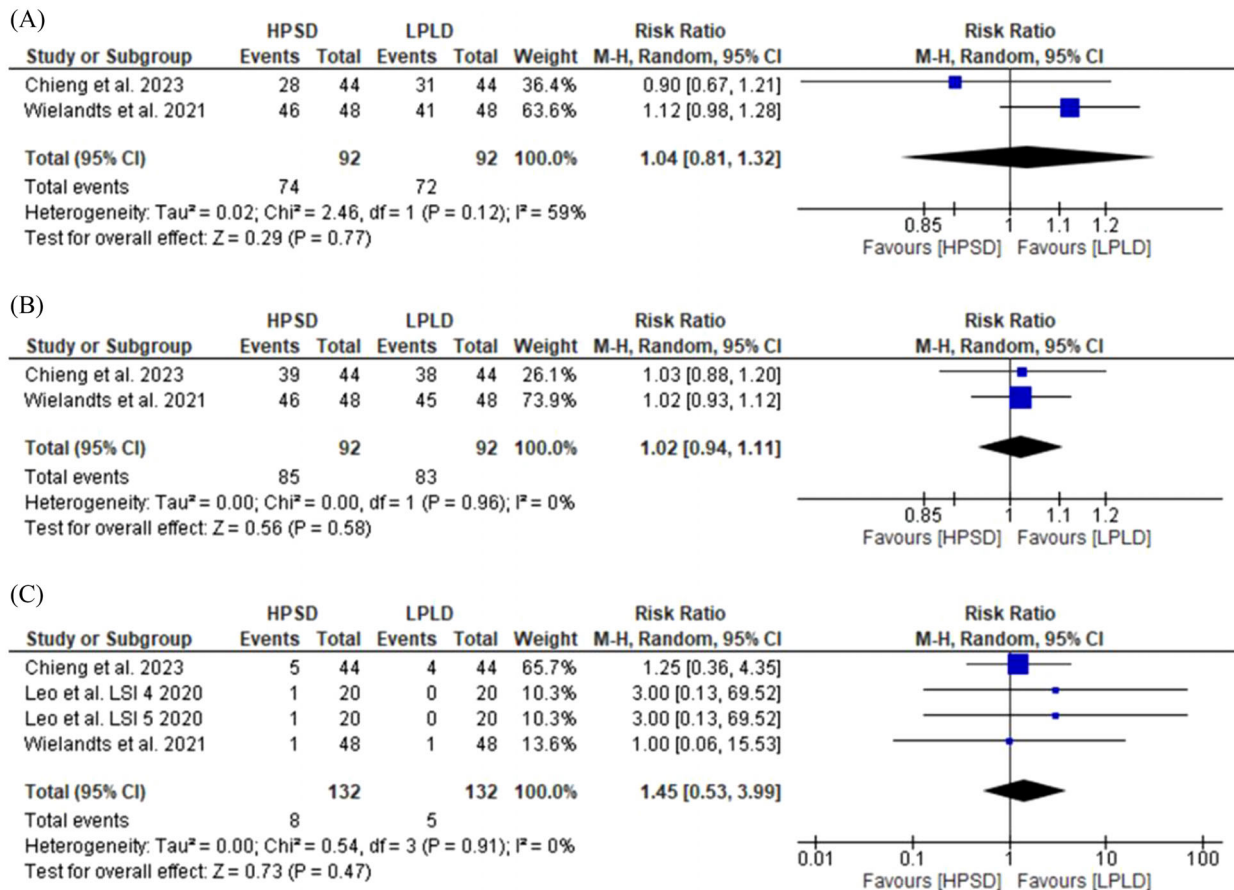 (A)
HPSD LPLD Risk Ratio Risk Ratio
Study or Subgroup Events Total Events Total Weight M-H, Random, 95% CI M-H, Random, 95% CI
Chieng et al. 2023 28 44 31 44 36.4% 0.90 [0.67, 1.21]
Wielandts et al. 2021 46 48 41 48 63.6% 1.12 [0.98, 1.28]
Total (95% CI) 92 92 100.0% 1.04 [0.81, 1.32]
Total events 74 72
Heterogeneity: Tau² = 0.02; Chi² = 2.46, df = 1 (P = 0.12); I² = 59%
Test for overall effect: Z = 0.29 (P = 0.77)
0.85 1 1.1 1.2
Favours [HPSD] Favours [LPLD]
(B)
HPSD LPLD Risk Ratio Risk Ratio
Study or Subgroup Events Total Events Total Weight M-H, Random, 95% CI M-H, Random, 95% CI
Chieng et al. 2023 39 44 38 44 26.1% 1.03 [0.88, 1.20]
Wielandts et al. 2021 46 48 45 48 73.9% 1.02 [0.93, 1.12]
Total (95% CI) 92 92 100.0% 1.02 [0.94, 1.11]
Total events 85 83
Heterogeneity: Tau² = 0.00; Chi² = 0.00, df = 1 (P = 0.96); I² = 0%
Test for overall effect: Z = 0.56 (P = 0.58)
0.85 1 1.1 1.2
Favours [HPSD] Favours [LPLD]
(C)
HPSD LPLD Risk Ratio Risk Ratio
Study or Subgroup Events Total Events Total Weight M-H, Random, 95% CI M-H, Random, 95% CI
Chieng et al. 2023 5 44 4 44 65.7% 1.25 [0.36, 4.35]
Leo et al. LSI 4 2020 1 20 0 20 10.3% 3.00 [0.13, 69.52]
Leo et al. LSI 5 2020 1 20 0 20 10.3% 3.00 [0.13, 69.52]
Wielandts et al. 2021 1 48 1 48 13.6% 1.00 [0.06, 15.53]
Total (95% CI) 132 132 100.0% 1.45 [0.53, 3.99]
Total events 8 5
Heterogeneity: Tau² = 0.00; Chi² = 0.54, df = 3 (P = 0.91); I² = 0%
Test for overall effect: Z = 0.73 (P = 0.47)
0.01 0.1 1 10 100
Favours [HPSD] Favours [LPLD]